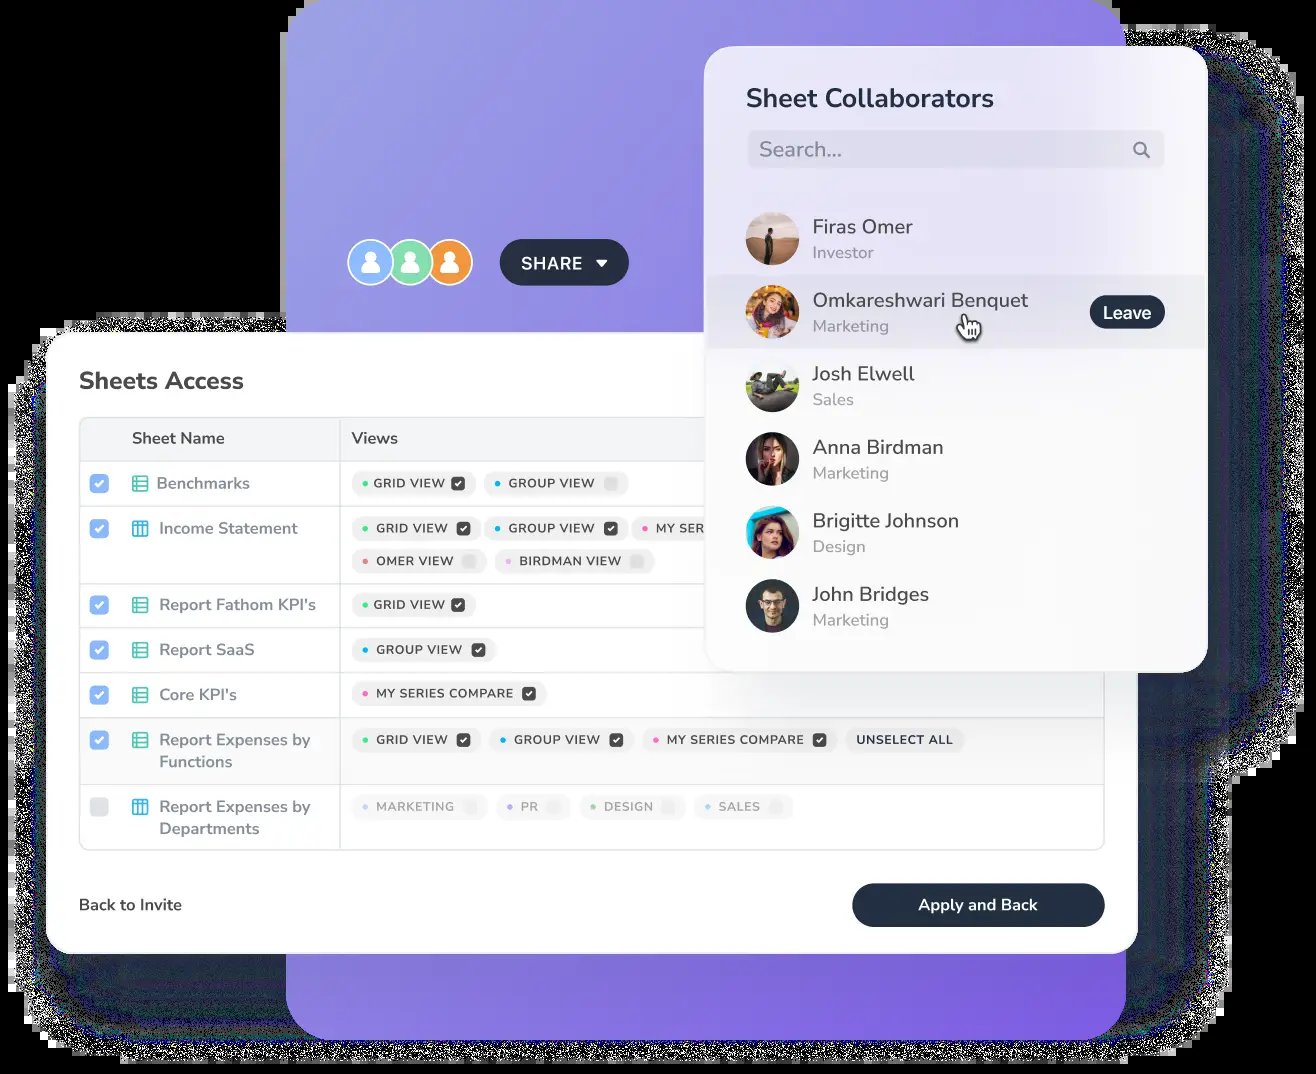 Sheet Collaborators
Search...
Firas Omer
Investor
SHARE
Omkareshwari Benquet
Marketing
Leave
Josh Elwell
Sales
Anna Birdman
Marketing
Brigitte Johnson
Design
John Bridges
Marketing
Sheets Access
Sheet Name Views
Benchmarks GRID VIEW GROUP VIEW
Income Statement GRID VIEW GROUP VIEW MY SER
OMER VIEW BIRDMAN VIEW
Report Fathom KPI's GRID VIEW
Report SaaS GROUP VIEW
Core KPI's MY SERIES COMPARE
Report Expenses by GRID VIEW GROUP VIEW MY SERIES COMPARE UNSELECT ALL
Functions
Report Expenses by MARKETING PR DESIGN SALES
Departments
Back to Invite Apply and Back